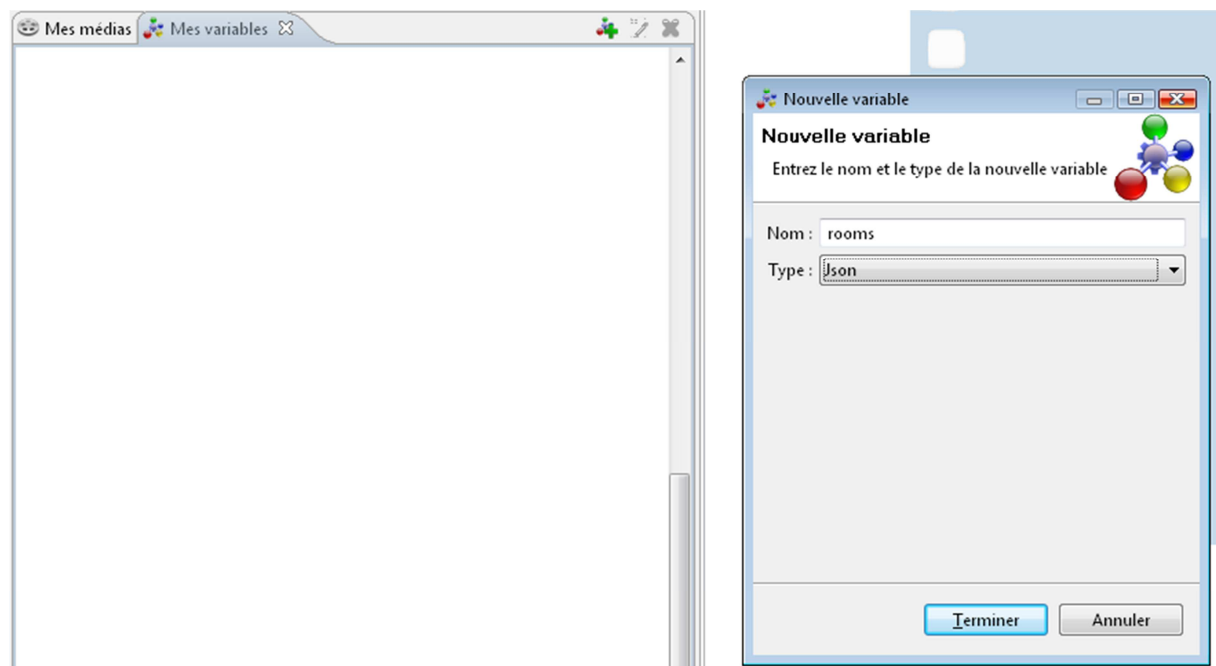 Mes médias Mes variables
Nouvelle variable
Nouvelle variable
Entrez le nom et le type de la nouvelle variable
Nom : rooms
Type : Json
Terminer Annuler